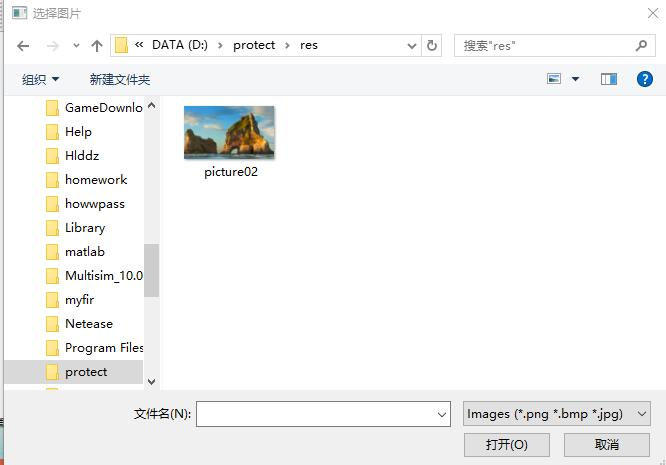 选择图片
« DATA (D:) › protect › res
搜索"res"
组织
新建文件夹
GameDownlo
Help
Hlddz
homework
howwpass
Library
matlab
Multisim_10.0
myfir
Netease
Program Files
protect
picture02
文件名(N):
Images (*.png *.bmp *.jpg)
打开(O)
取消